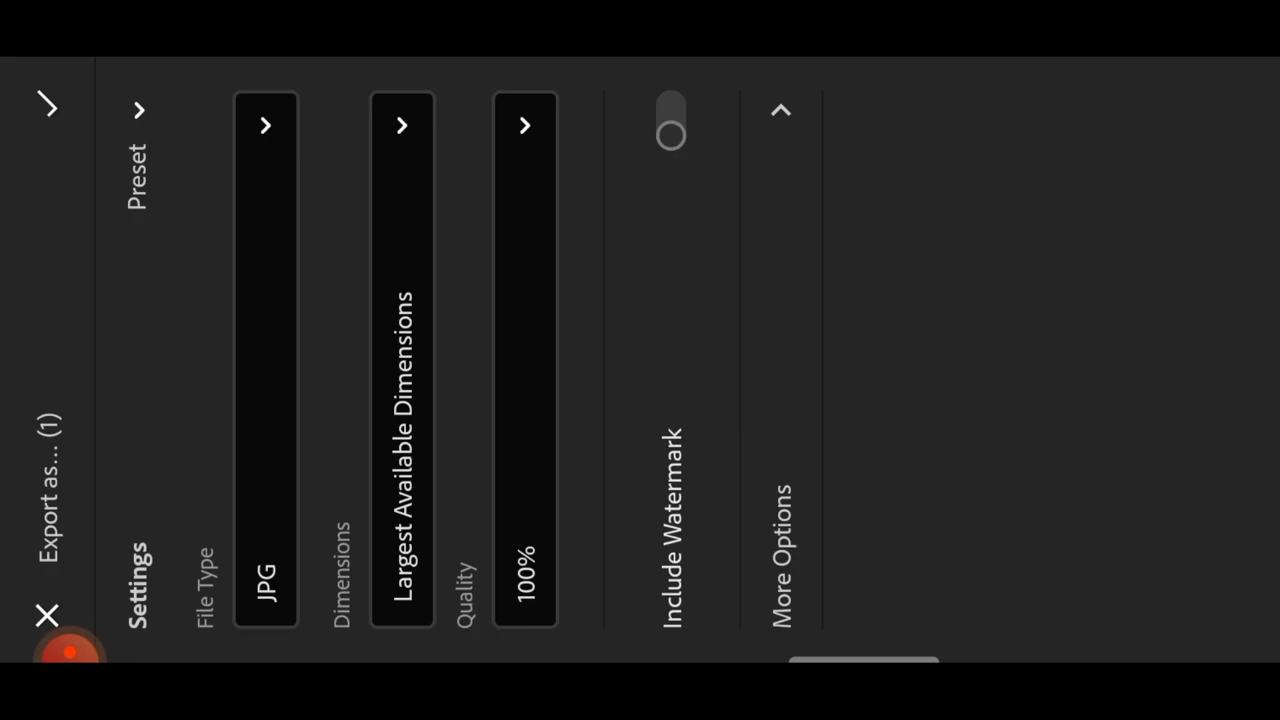 Export as... (1)
Settings
Preset
File Type
JPG
Dimensions
Largest Available Dimensions
Quality
100%
Include Watermark
More Options